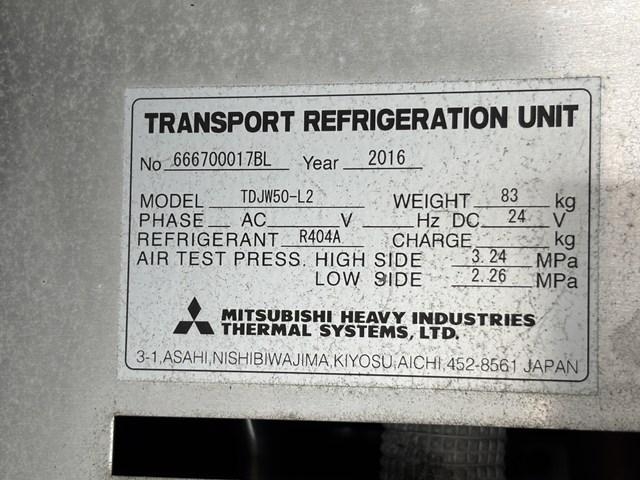 TRANSPORT REFRIGERATION UNIT
No 666700017BL Year 2016
MODEL TDJW50-L2 WEIGHT 83 kg
PHASE AC V Hz DC 24 V
REFRIGERANT R404A CHARGE kg
AIR TEST PRESS. HIGH SIDE 3.24 MPa
LOW SIDE 2.26 MPa
MITSUBISHI HEAVY INDUSTRIES
THERMAL SYSTEMS, LTD.
3-1,ASAHI,NISHIBIWAJIMA,KIYOSU,AICHI,452-8561 JAPAN